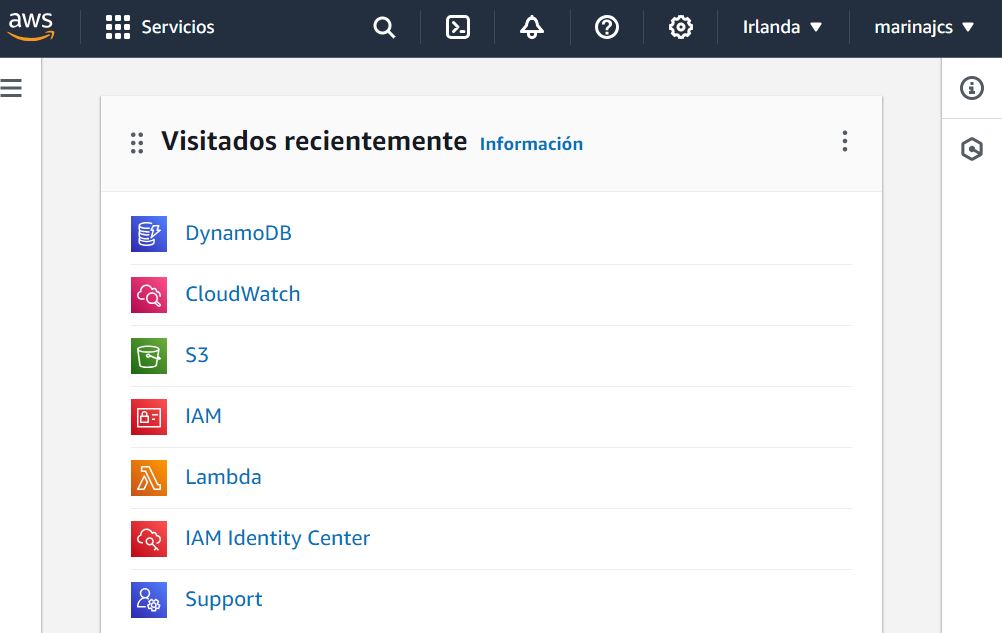 aws Servicios Irlanda marinajcs
Visitados recientemente Información
DynamoDB
CloudWatch
S3
IAM
Lambda
IAM Identity Center
Support